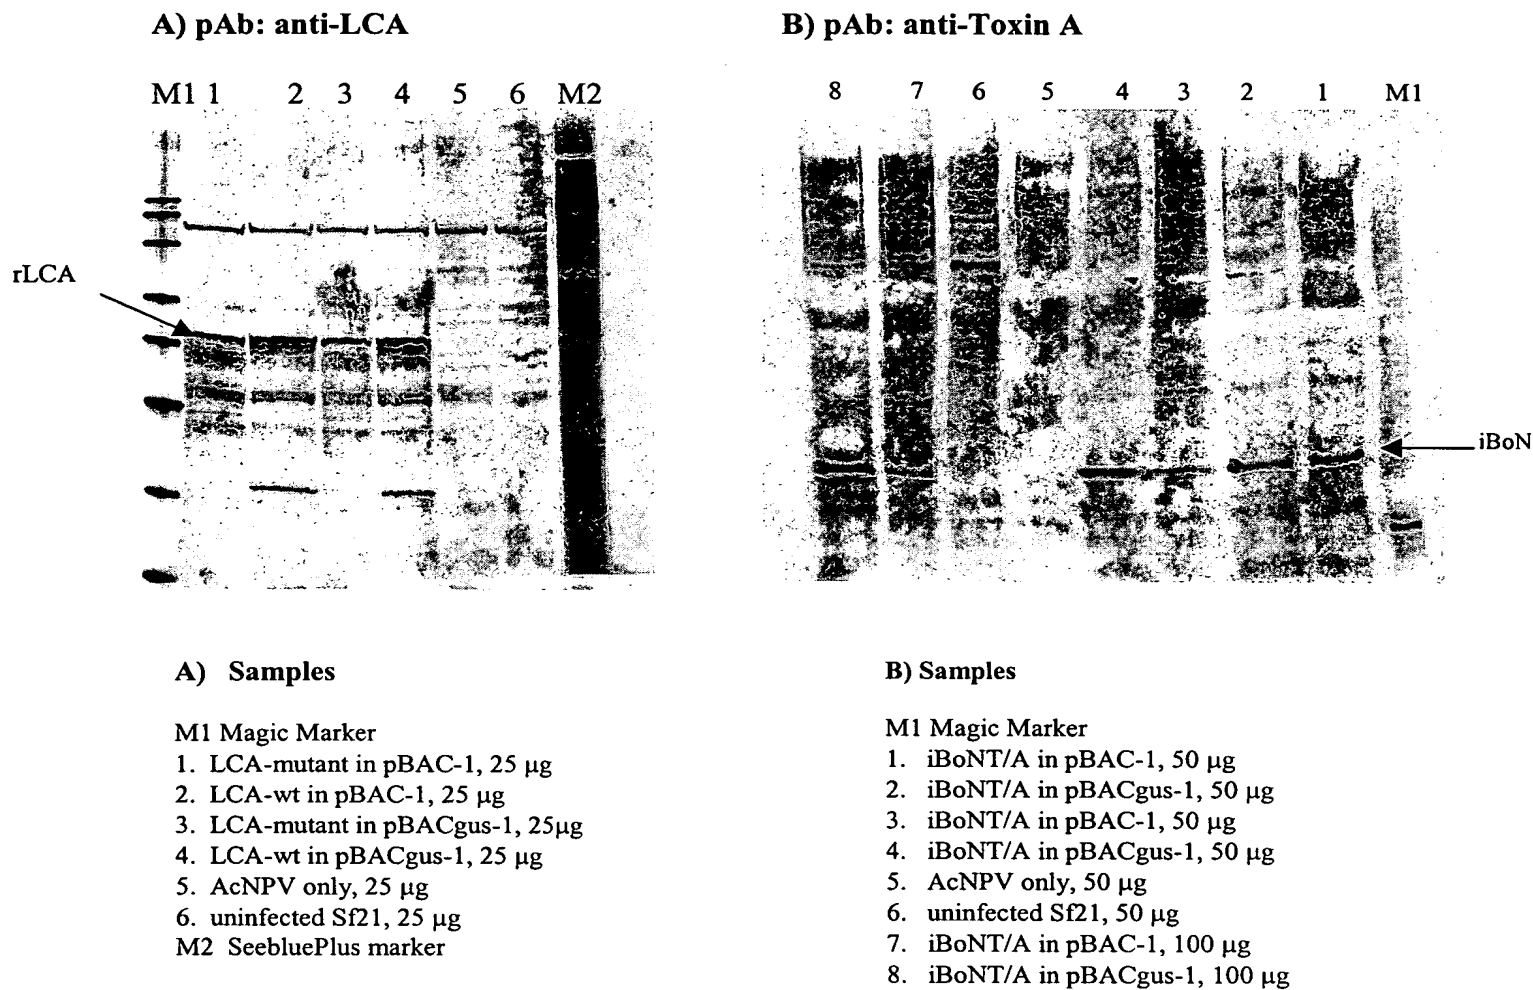 A) pAb: anti-LCA
M1 1 2 3 4 5 6 M2
rLCA
B) pAb: anti-Toxin A
8 7 6 5 4 3 2 1 M1
iBoN
A) Samples
M1 Magic Marker
1. LCA-mutant in pBAC-1, 25 μg
2. LCA-wt in pBAC-1, 25 μg
3. LCA-mutant in pBACgus-1, 25μg
4. LCA-wt in pBACgus-1, 25 μg
5. AcNPV only, 25 μg
6. uninfected Sf21, 25 μg
M2 SeebluePlus marker
B) Samples
M1 Magic Marker
1. iBoNT/A in pBAC-1, 50 μg
2. iBoNT/A in pBACgus-1, 50 μg
3. iBoNT/A in pBAC-1, 50 μg
4. iBoNT/A in pBACgus-1, 50 μg
5. AcNPV only, 50 μg
6. uninfected Sf21, 50 μg
7. iBoNT/A in pBAC-1, 100 μg
8. iBoNT/A in pBACgus-1, 100 μg